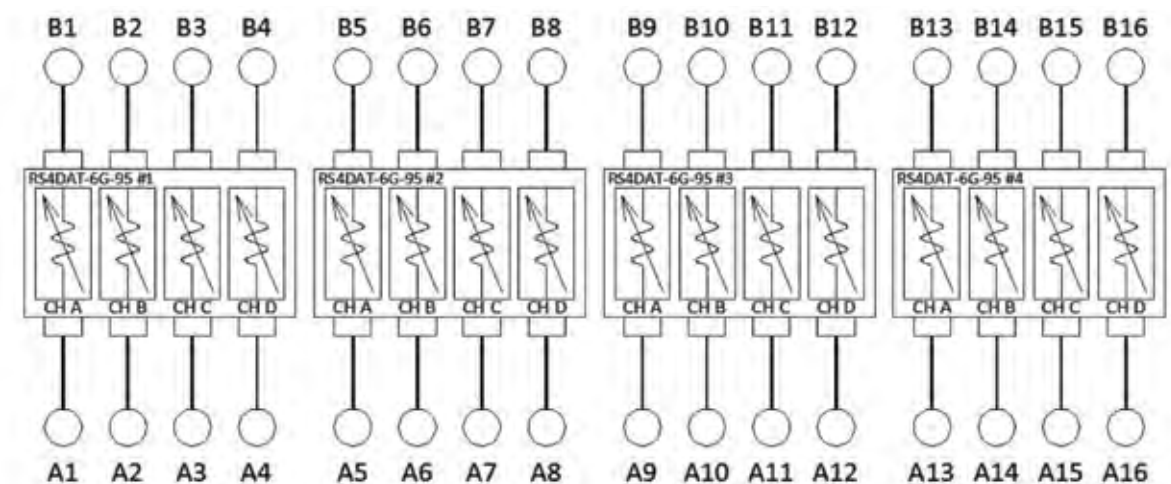 B1 B2 B3 B4 B5 B6 B7 B8 B9 B10 B11 B12 B13 B14 B15 B16
RS4DAT-6G-95 #1 RS4DAT-6G-95 #2 RS4DAT-6G-95 #3 RS4DAT-6G-95 #4
CH A CH B CH C CH D CH A CH B CH C CH D CH A CH B CH C CH D CH A CH B CH C CH D
A1 A2 A3 A4 A5 A6 A7 A8 A9 A10 A11 A12 A13 A14 A15 A16